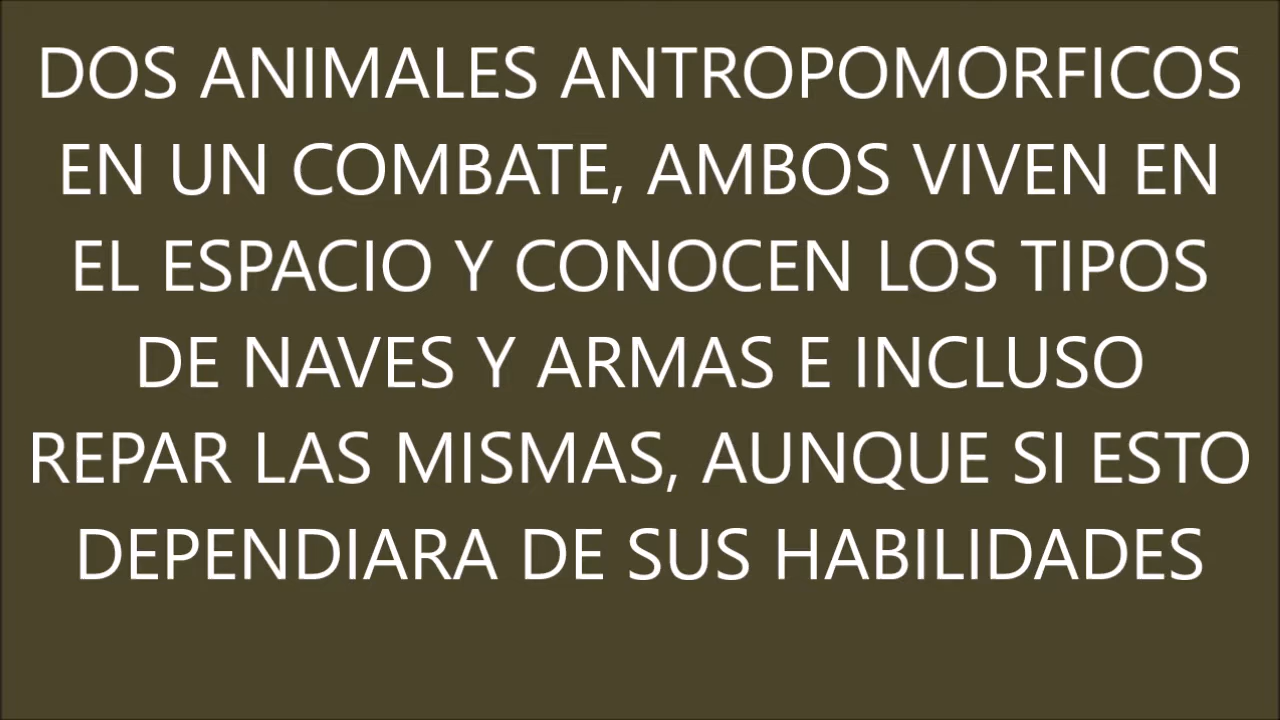 DOS ANIMALES ANTROPOMORFICOS
EN UN COMBATE, AMBOS VIVEN EN
EL ESPACIO Y CONOCEN LOS TIPOS
DE NAVES Y ARMAS E INCLUSO
REPAR LAS MISMAS, AUNQUE SI ESTO
DEPENDIARA DE SUS HABILIDADES